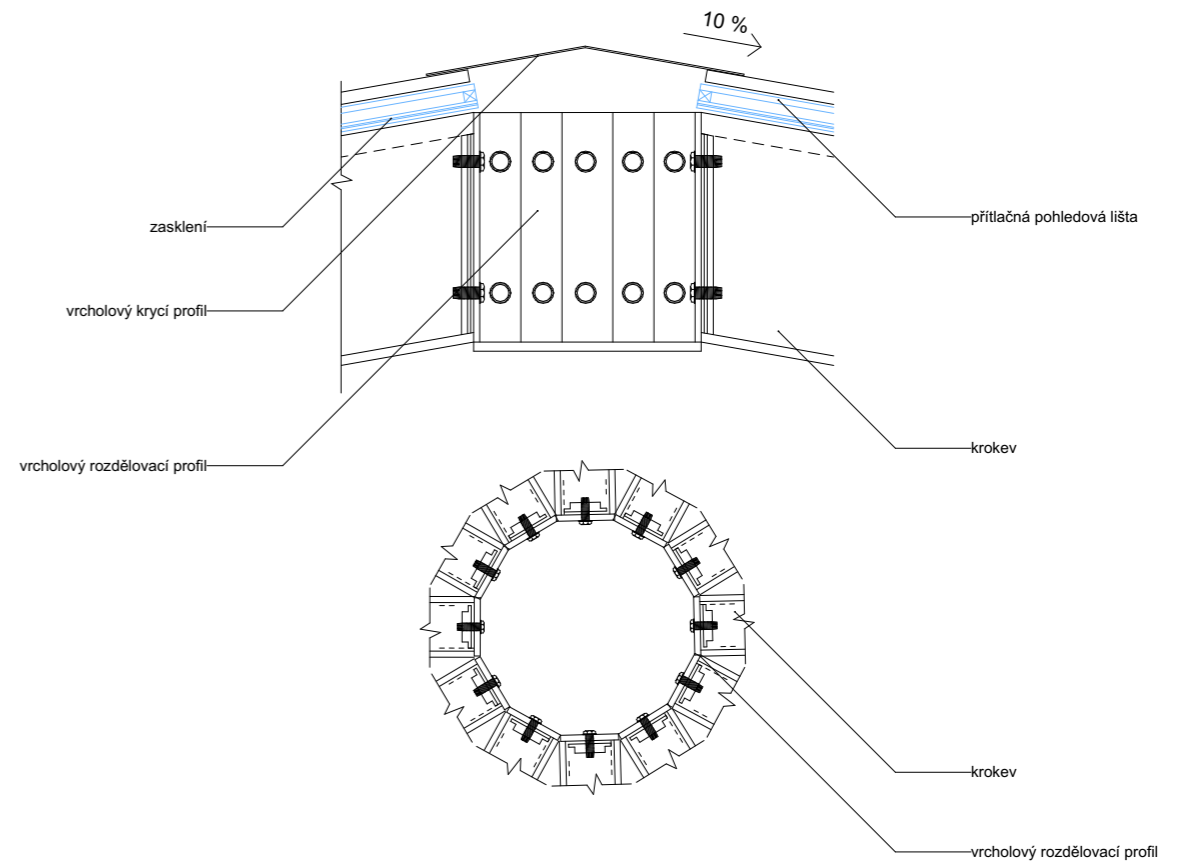 10 %
zasklení
přítlačná pohledová lišta
vrcholový krycí profil
krokev
vrcholový rozdělovací profil
krokev
vrcholový rozdělovací profil